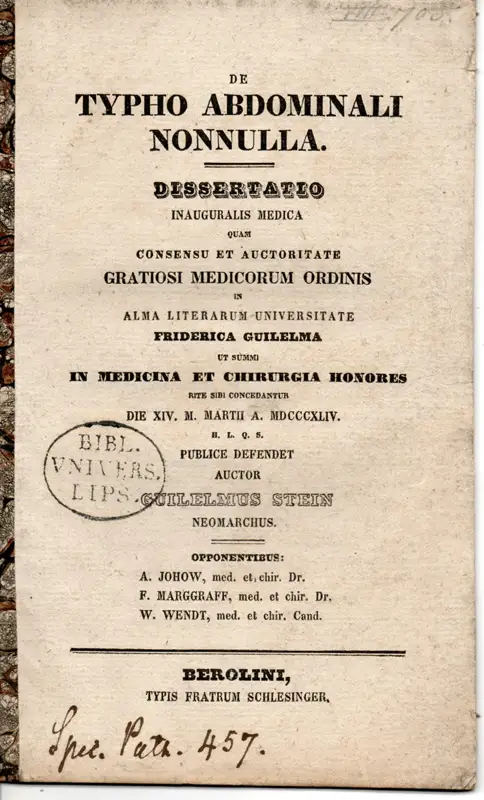 VIII. 703.
DE
TYPHO ABDOMINALI
NONNULLA.
DISSERTATIO
INAUGURALIS MEDICA
QUAM
CONSENSU ET AUCTORITATE
GRATIOSI MEDICORUM ORDINIS
IN
ALMA LITERARUM UNIVERSITATE
FRIDERICA GUILELMA
UT SUMMI
IN MEDICINA ET CHIRURGIA HONORES
RITE SIBI CONCEDANTUR
DIE XIV. M. MARTII A. MDCCCXLIV.
H. L. Q. S.
PUBLICE DEFENDET
AUCTOR
GUILELMUS STEIN
NEOMARCHUS.
BIBL.
VNIVERS.
LIPS.
OPPONENTIBUS:
A. JOHOW, med. et chir. Dr.
F. MARGGRAFF, med. et chir. Dr.
W. WENDT, med. et chir. Cand.
BEROLINI,
TYPIS FRATRUM SCHLESINGER.
Spec. Path. 457.